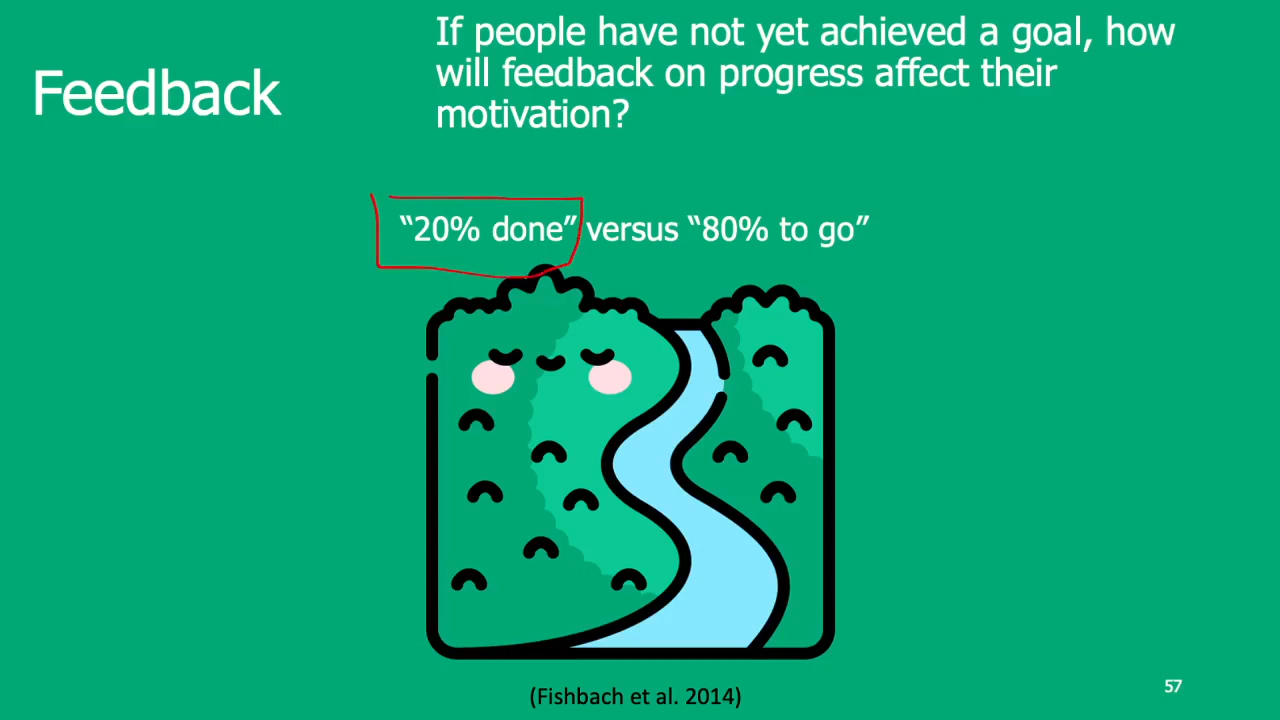 Feedback
If people have not yet achieved a goal, how
will feedback on progress affect their
motivation?
“20% done” versus “80% to go”
(Fishbach et al. 2014)
57